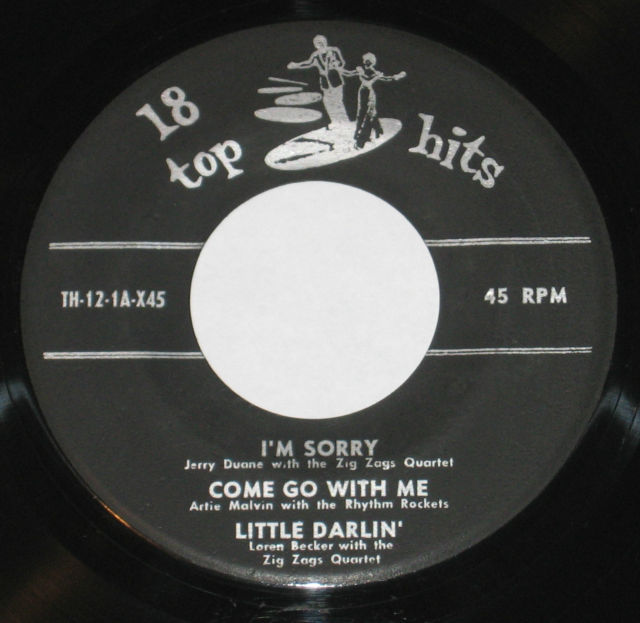 18
top hits
TH-12-1A-X45
45 RPM
I'M SORRY
Jerry Duane with the Zig Zags Quartet
COME GO WITH ME
Artie Malvin with the Rhythm Rockets
LITTLE DARLIN'
Loren Becker with the
Zig Zags Quartet